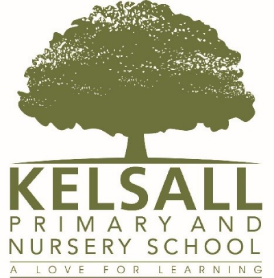 KELSALL
PRIMARY AND
NURSERY SCHOOL
A LOVE FOR LEARNING